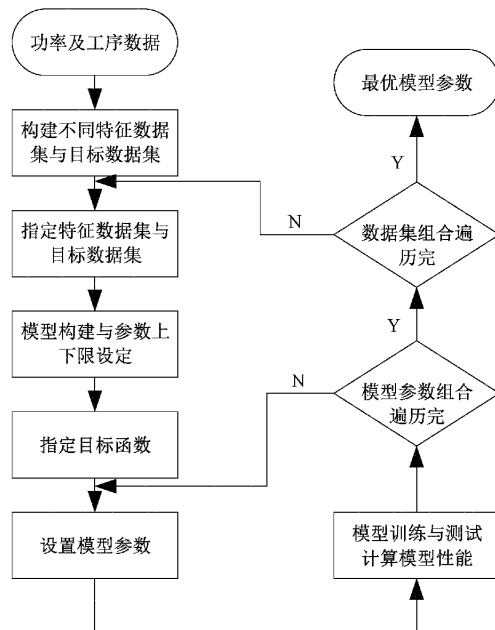 功率及工序数据
构建不同特征数据
集与目标数据集
指定特征数据集与
目标数据集
模型构建与参数上
下限设定
指定目标函数
设置模型参数
模型训练与测试
计算模型性能
模型参数组合
遍历完
N
Y
数据集组合遍
历完
N
Y
最优模型参数